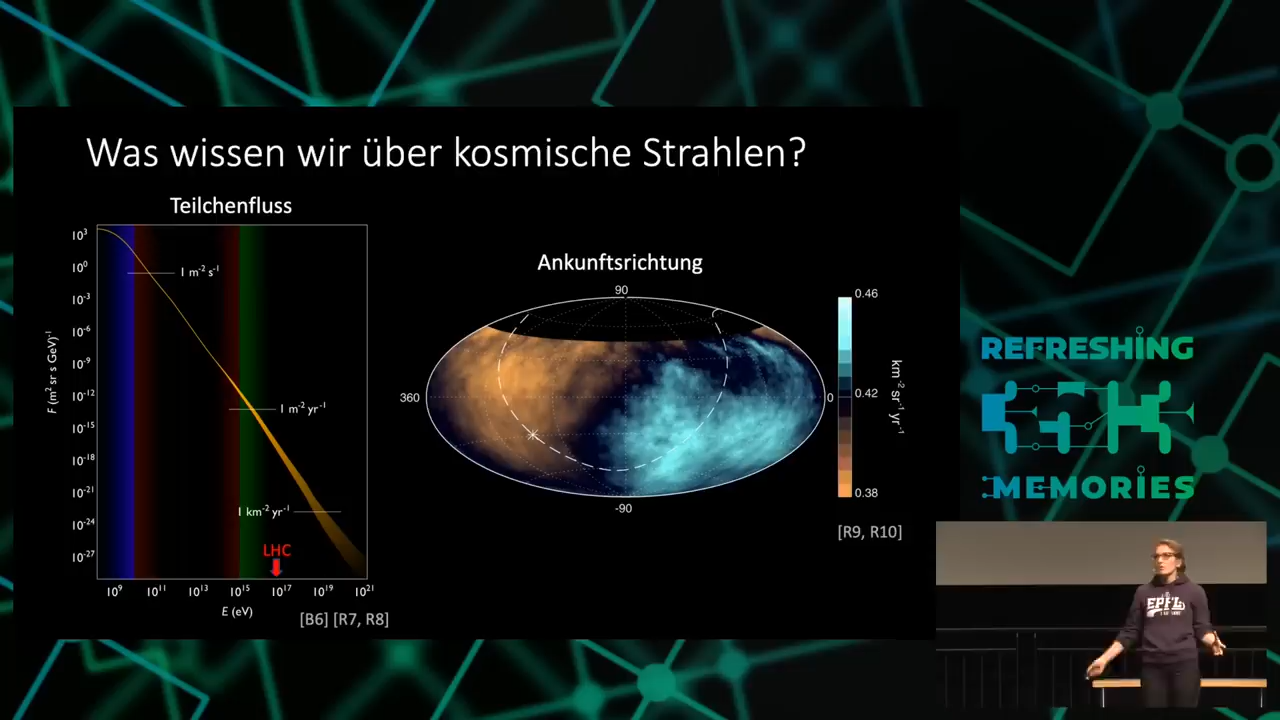 Was wissen wir über kosmische Strahlen?
Teilchenfluss
10³
10⁰
10⁻³
10⁻⁶
10⁻⁹
10⁻¹²
10⁻¹⁵
10⁻¹⁸
10⁻²¹
10⁻²⁴
10⁻²⁷
F (m² sr s GeV)⁻¹
1 m⁻² s⁻¹
1 m⁻² yr⁻¹
1 km⁻² yr⁻¹
LHC
10⁹ 10¹¹ 10¹³ 10¹⁵ 10¹⁷ 10¹⁹ 10²¹
E (eV)
[B6] [R7, R8]
Ankunftsrichtung
90
360
0
-90
0.46
0.42
0.38
km⁻² sr⁻¹ yr⁻¹
[R9, R10]
REFRESHING
MEMORIES
EPFL